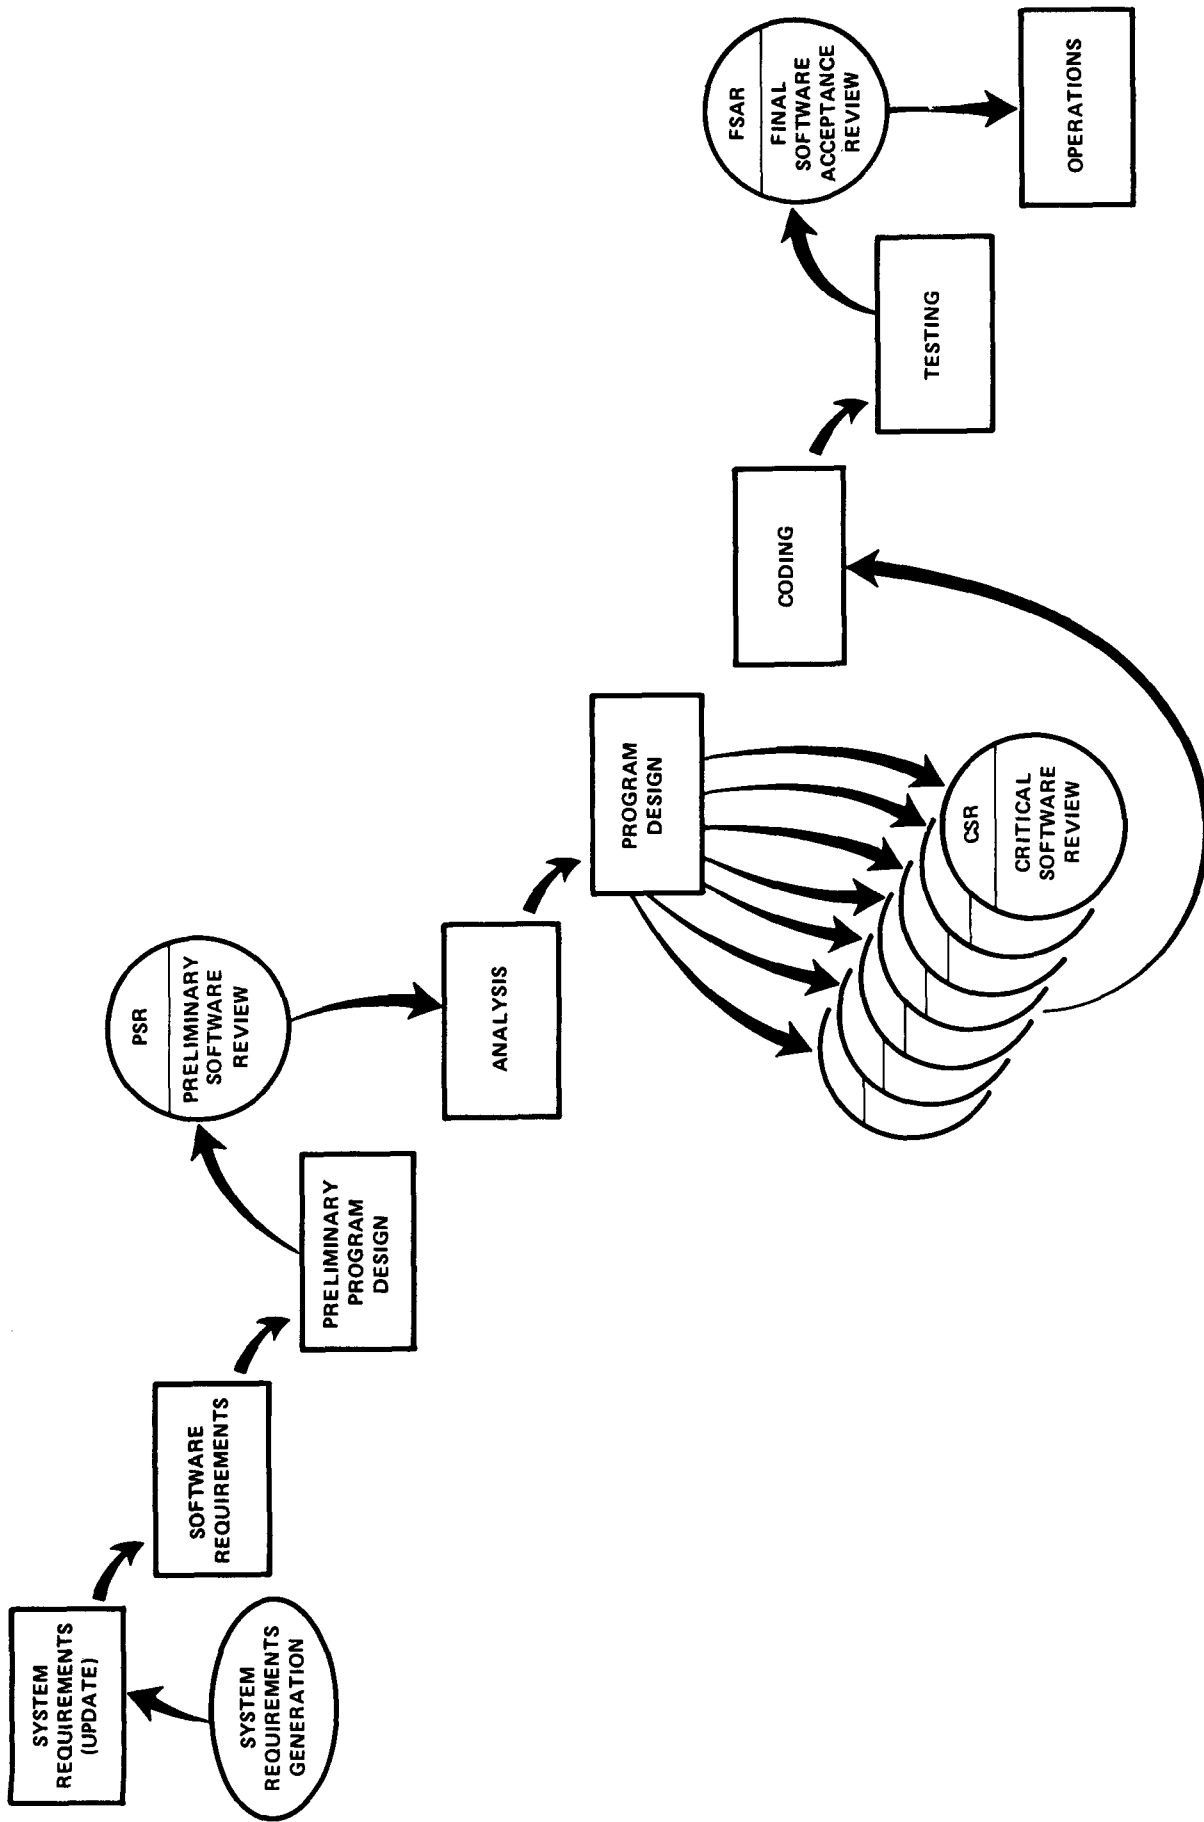 SYSTEM
REQUIREMENTS
(UPDATE)
SYSTEM
REQUIREMENTS
GENERATION
SOFTWARE
REQUIREMENTS
PRELIMINARY
PROGRAM
DESIGN
PSR
PRELIMINARY
SOFTWARE
REVIEW
ANALYSIS
PROGRAM
DESIGN
CSR
CRITICAL
SOFTWARE
REVIEW
CODING
TESTING
FSAR
FINAL
SOFTWARE
ACCEPTANCE
REVIEW
OPERATIONS